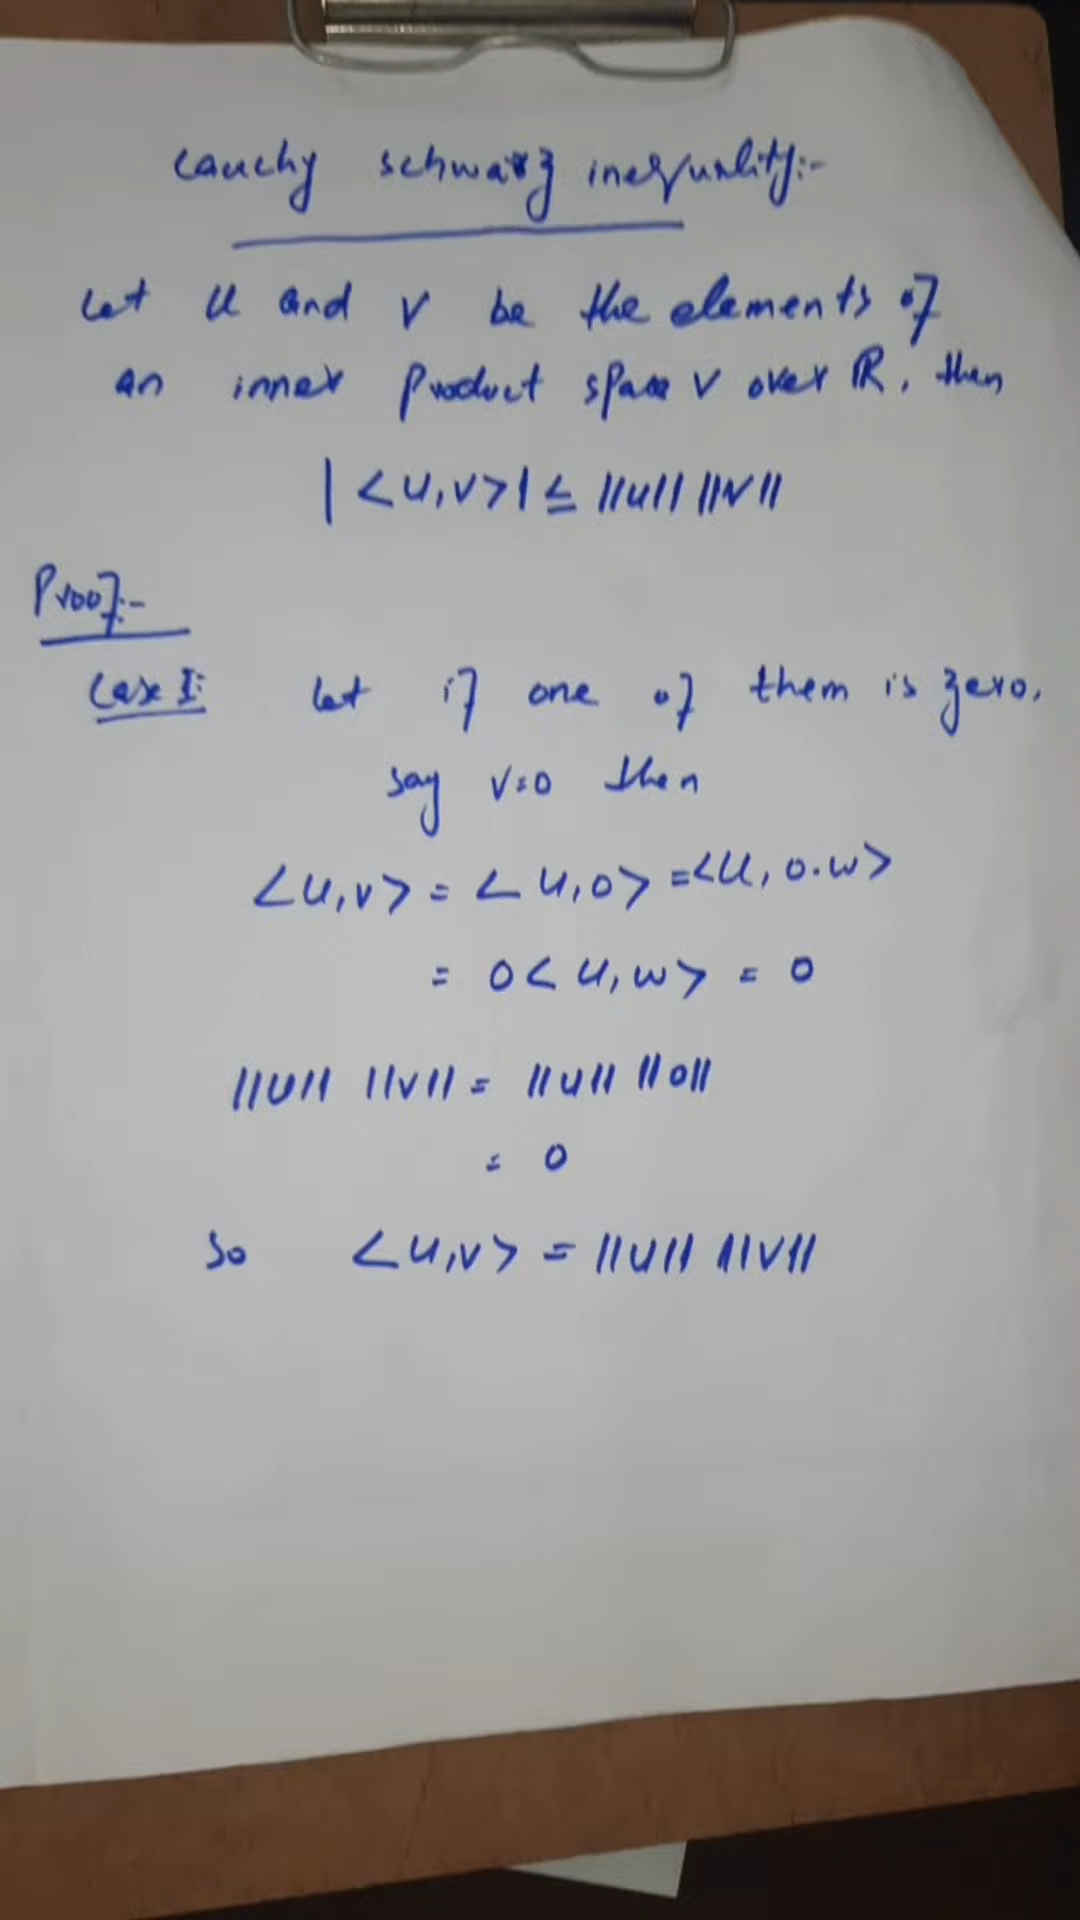 Cauchy schwarz inequality:-
Let u and v be the elements of
an inner product space V over ℝ, then
|<u,v>| ≤ ||u|| ||v||
Proof:-
Case I: Let if one of them is zero,
say v=0 then
<u,v> = <u,0> = <u, 0.w>
= 0<u,w> = 0
||u|| ||v|| = ||u|| ||0||
= 0
So <u,v> = ||u|| ||v||